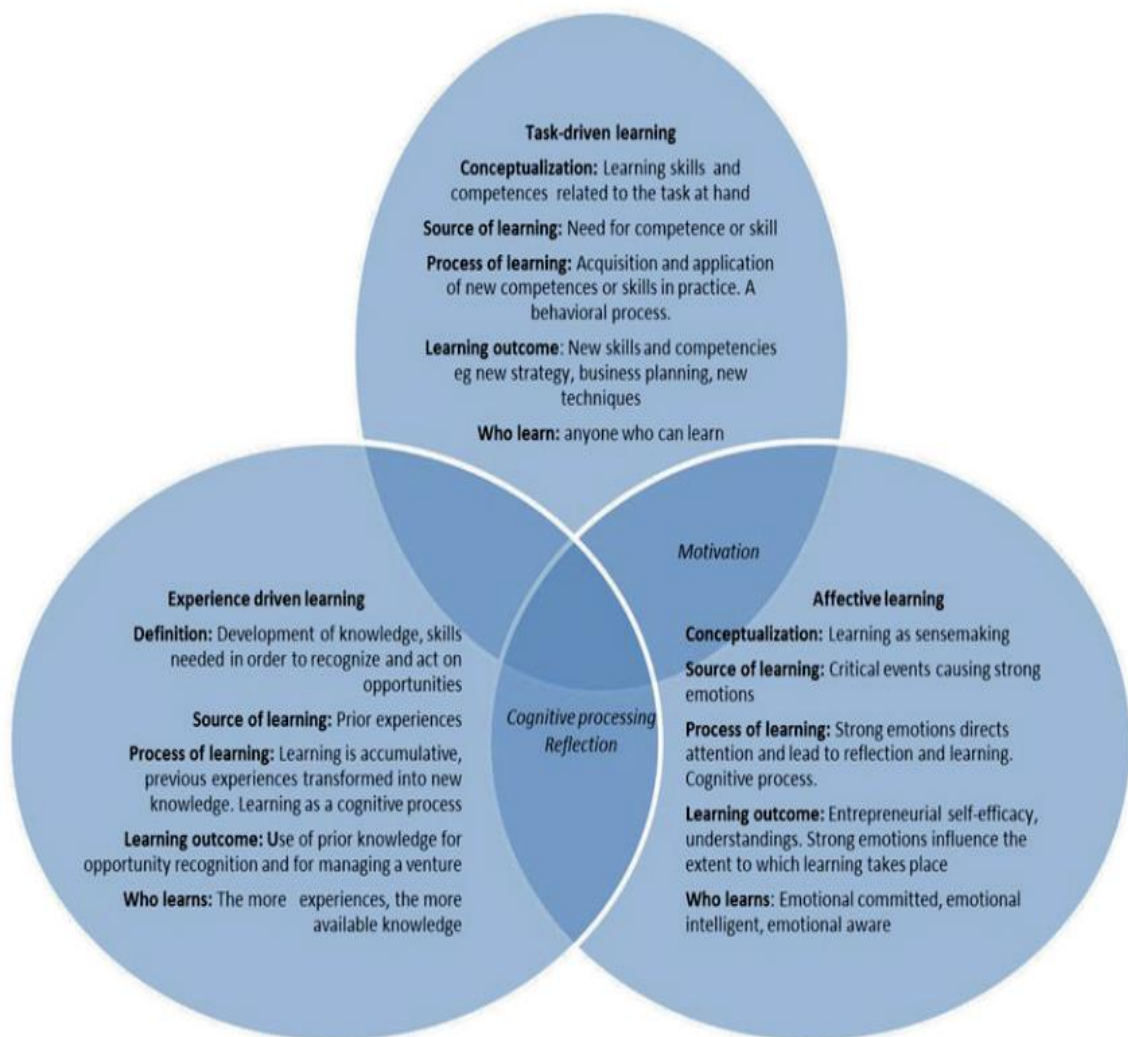 Task-driven learning
Conceptualization: Learning skills and
competences related to the task at hand
Source of learning: Need for competence or skill
Process of learning: Acquisition and application
of new competences or skills in practice. A
behavioral process.
Learning outcome: New skills and competencies
eg new strategy, business planning, new
techniques
Who learn: anyone who can learn
Motivation
Experience driven learning
Definition: Development of knowledge, skills
needed in order to recognize and act on
opportunities
Source of learning: Prior experiences
Process of learning: Learning is accumulative,
previous experiences transformed into new
knowledge. Learning as a cognitive process
Learning outcome: Use of prior knowledge for
opportunity recognition and for managing a venture
Who learns: The more experiences, the more
available knowledge
Cognitive processing
Reflection
Affective learning
Conceptualization: Learning as sensemaking
Source of learning: Critical events causing strong
emotions
Process of learning: Strong emotions directs
attention and lead to reflection and learning.
Cognitive process.
Learning outcome: Entrepreneurial self-efficacy,
understandings. Strong emotions influence the
extent to which learning takes place
Who learns: Emotional committed, emotional
intelligent, emotional aware